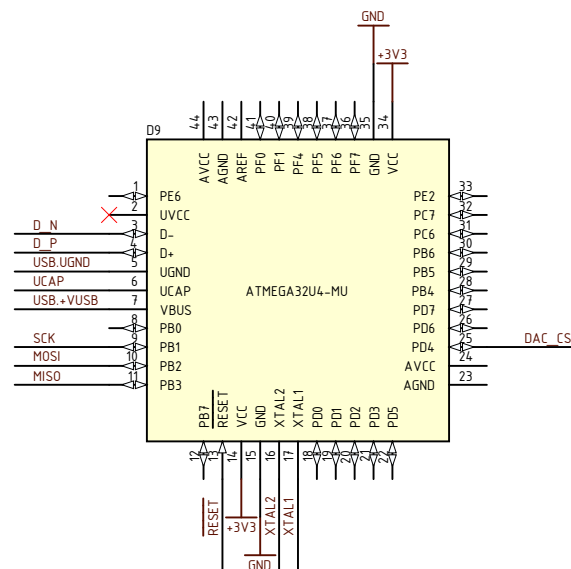 GND
+3V3
44 43 42 41 40 39 38 37 36 35 34
D9
AVCC AGND AREF PF0 PF1 PF4 PF5 PF6 PF7 GND VCC
1 PE6 PE2 33
2 UVCC PC7 32
D_N 3 D- PC6 31
D_P 4 D+ PB6 30
USB.UGND 5 UGND PB5 29
UCAP 6 UCAP ATMEGA32U4-MU PB4 28
USB.+VUSB 7 VBUS PD7 27
8 PB0 PD6 26
SCK 9 PB1 PD4 25 DAC_CS
MOSI 10 PB2 AVCC 24
MISO 11 PB3 AGND 23
PB7 RESET VCC GND XTAL2 XTAL1 PD0 PD1 PD2 PD3 PD5
12 13 14 15 16 17 18 19 20 21 22
RESET +3V3 XTAL2 XTAL1
GND